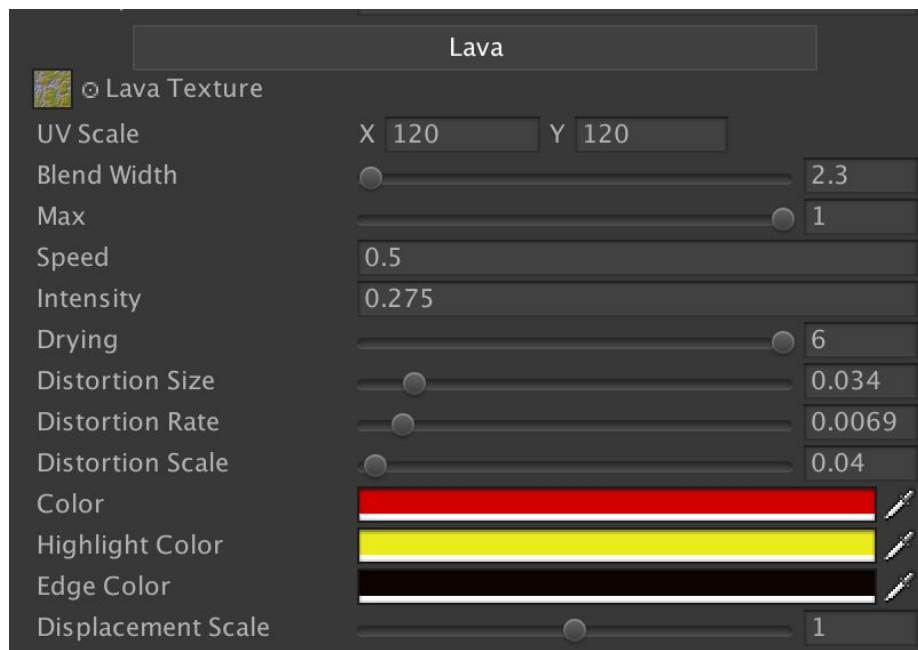 Lava
Lava Texture
UV Scale X 120 Y 120
Blend Width 2.3
Max 1
Speed 0.5
Intensity 0.275
Drying 6
Distortion Size 0.034
Distortion Rate 0.0069
Distortion Scale 0.04
Color
Highlight Color
Edge Color
Displacement Scale 1